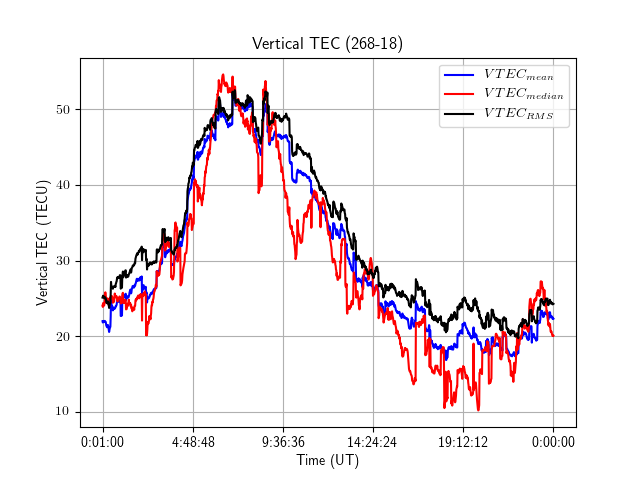 Vertical TEC (268-18)
VTEC_mean
VTEC_median
VTEC_RMS
Vertical TEC (TECU)
50
40
30
20
10
0:01:00 4:48:48 9:36:36 14:24:24 19:12:12 0:00:00
Time (UT)